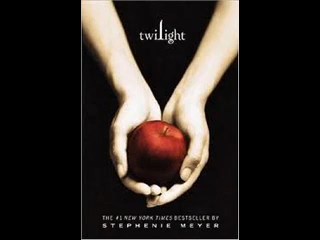 twilight
THE #1 NEW YORK TIMES BESTSELLER BY
STEPHENIE MEYER